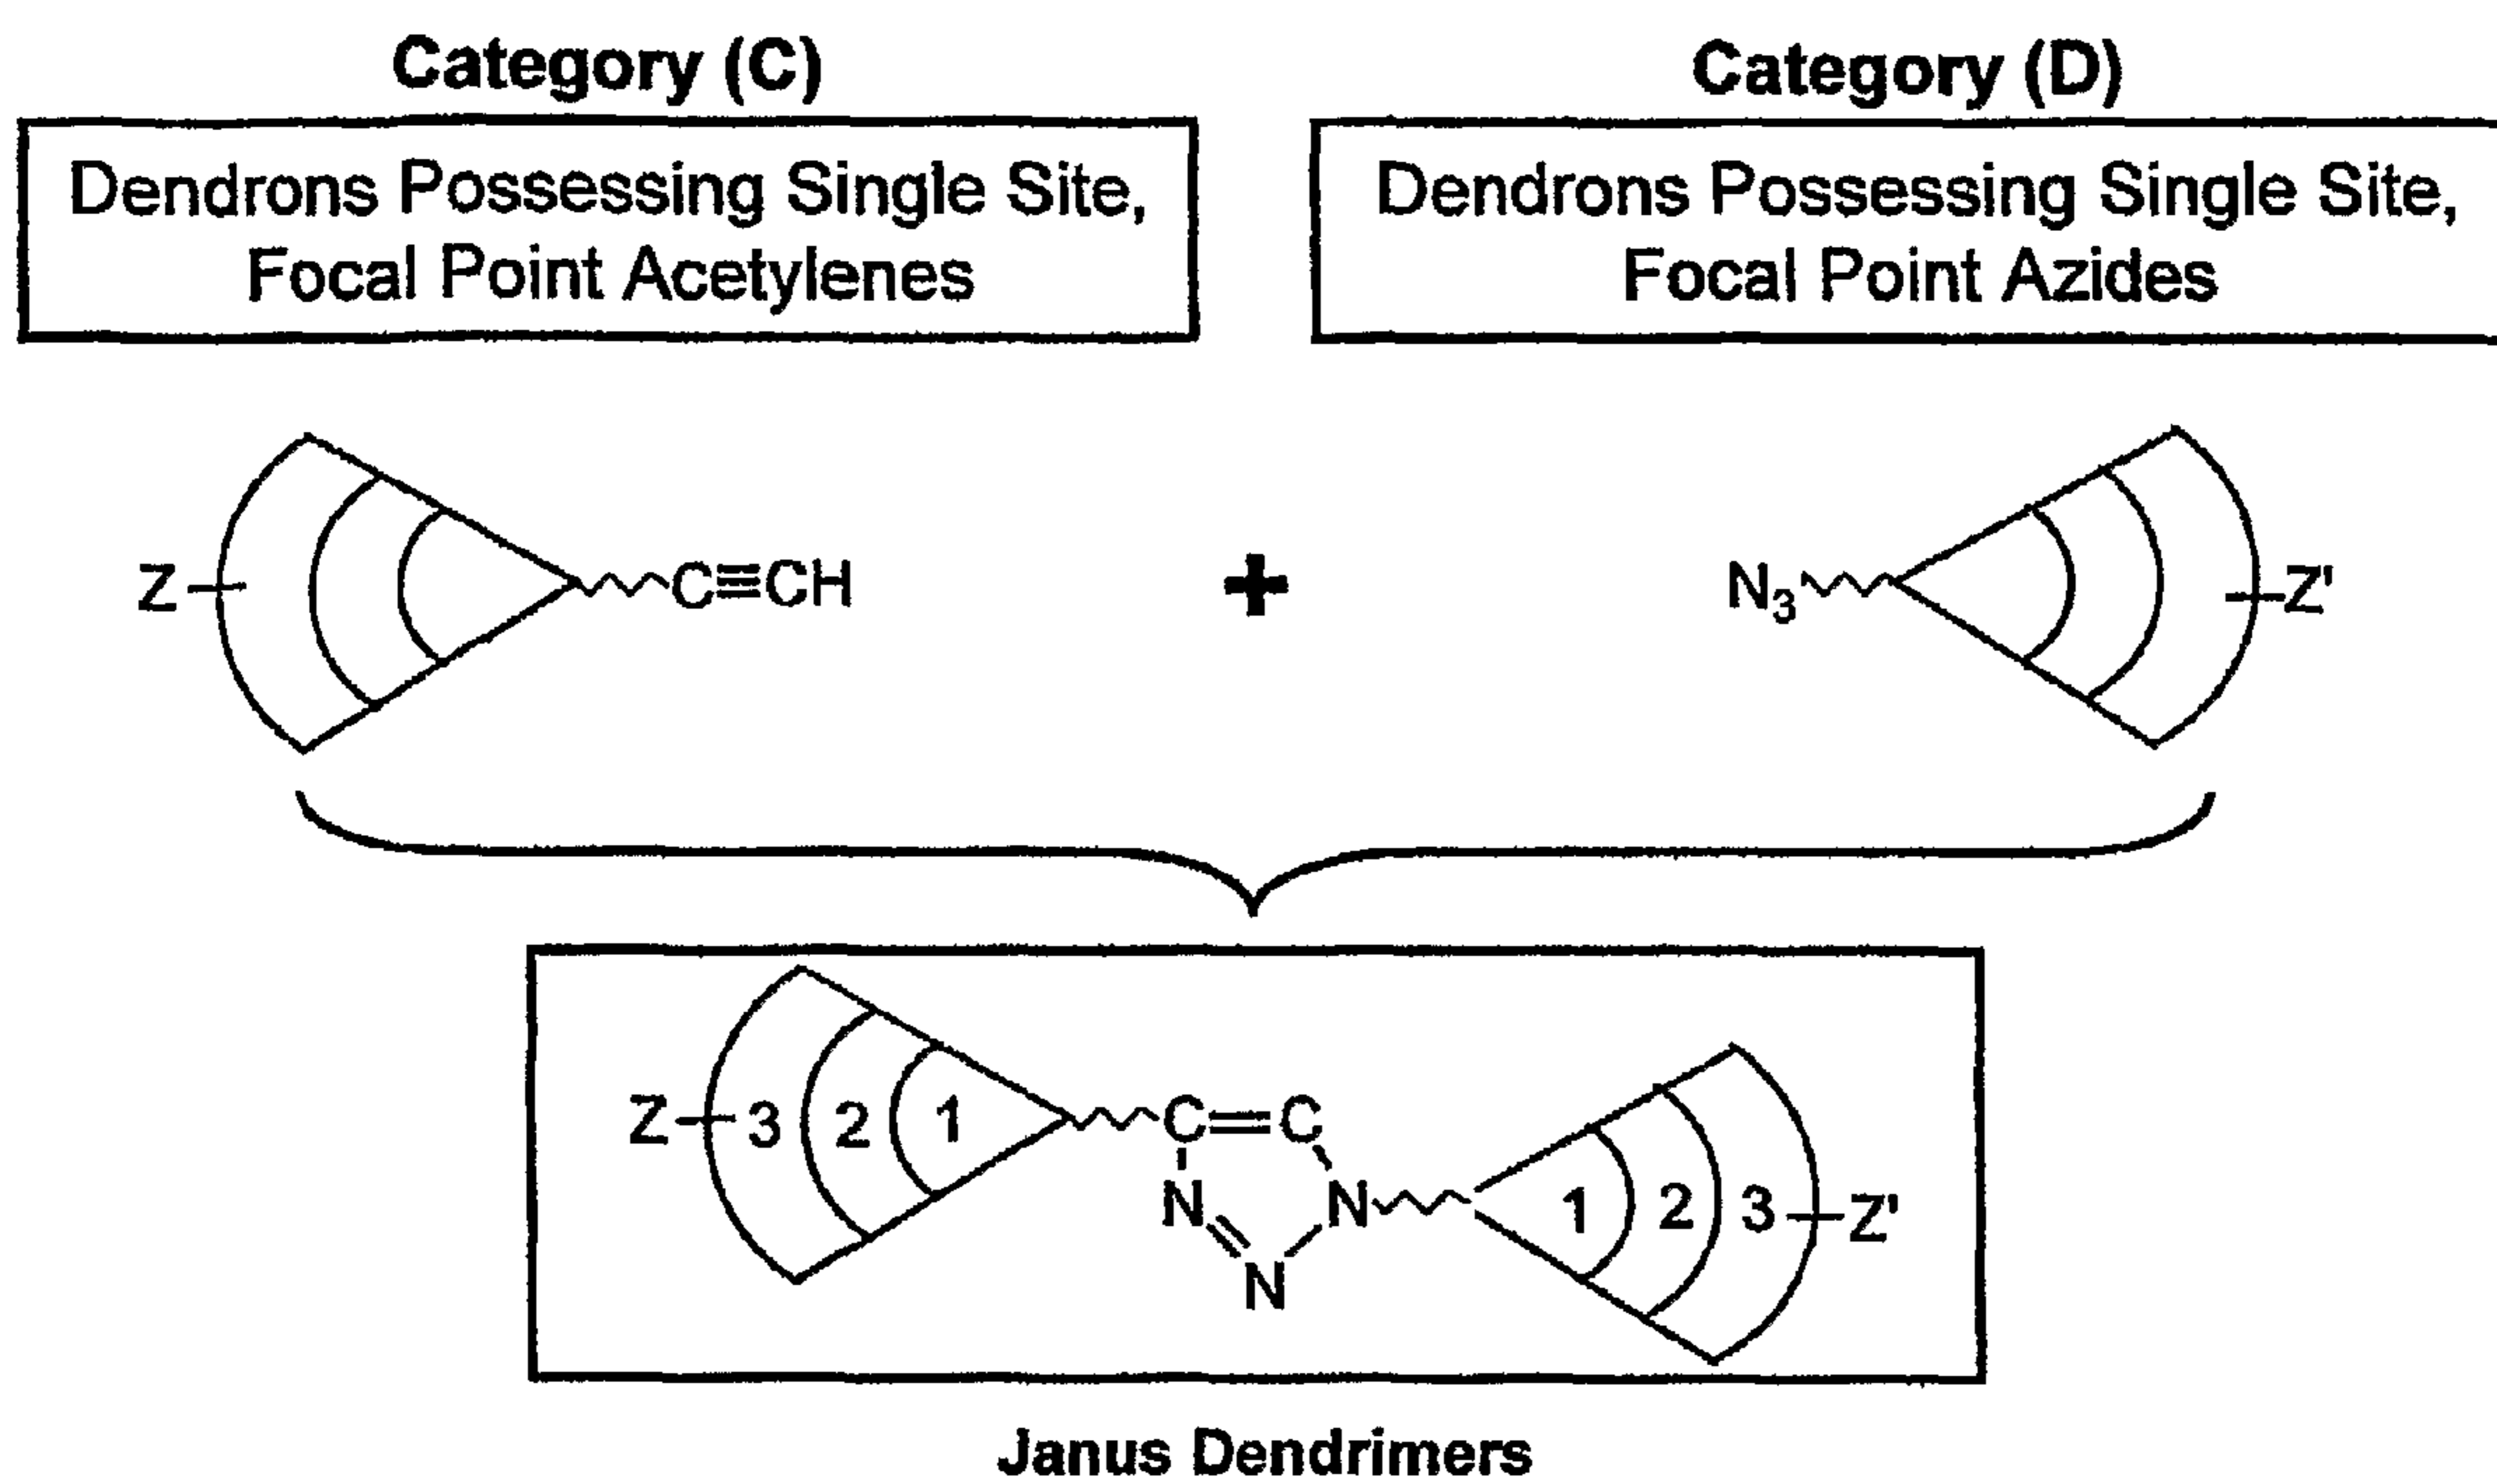 Category (C)
Category (D)
Dendrons Possessing Single Site,
Focal Point Acetylenes
Dendrons Possessing Single Site,
Focal Point Azides
Z
C≡CH
+
N₃
Z'
Z 3 2 1 C=C
N N 1 2 3 Z'
N
Janus Dendrimers